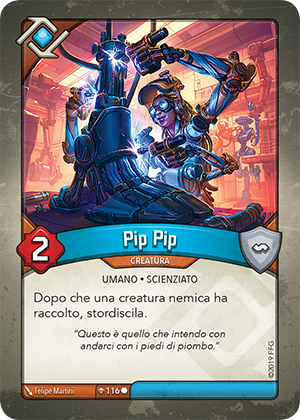 Pip Pip
CREATURA
2
UMANO • SCIENZIATO
Dopo che una creatura nemica ha
raccolto, stordiscila.
“Questo è quello che intendo con
andarci con i piedi di piombo.”
©2019 FFG
Felipe Martini
116